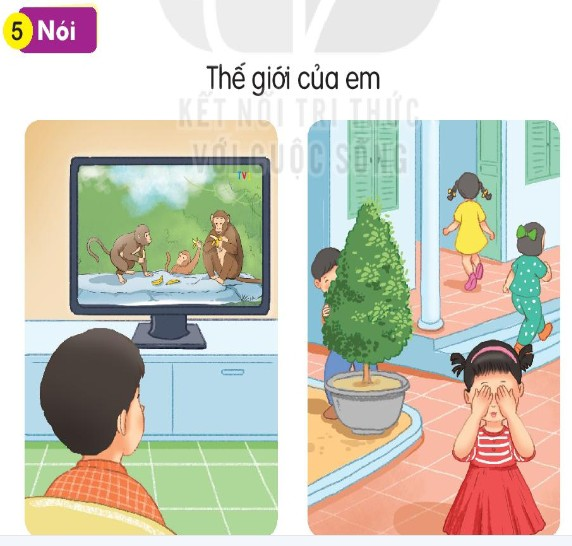 5 Nói
Thế giới của em
KẾT NỐI TRI THỨC
VỚI CUỘC SỐNG
TV